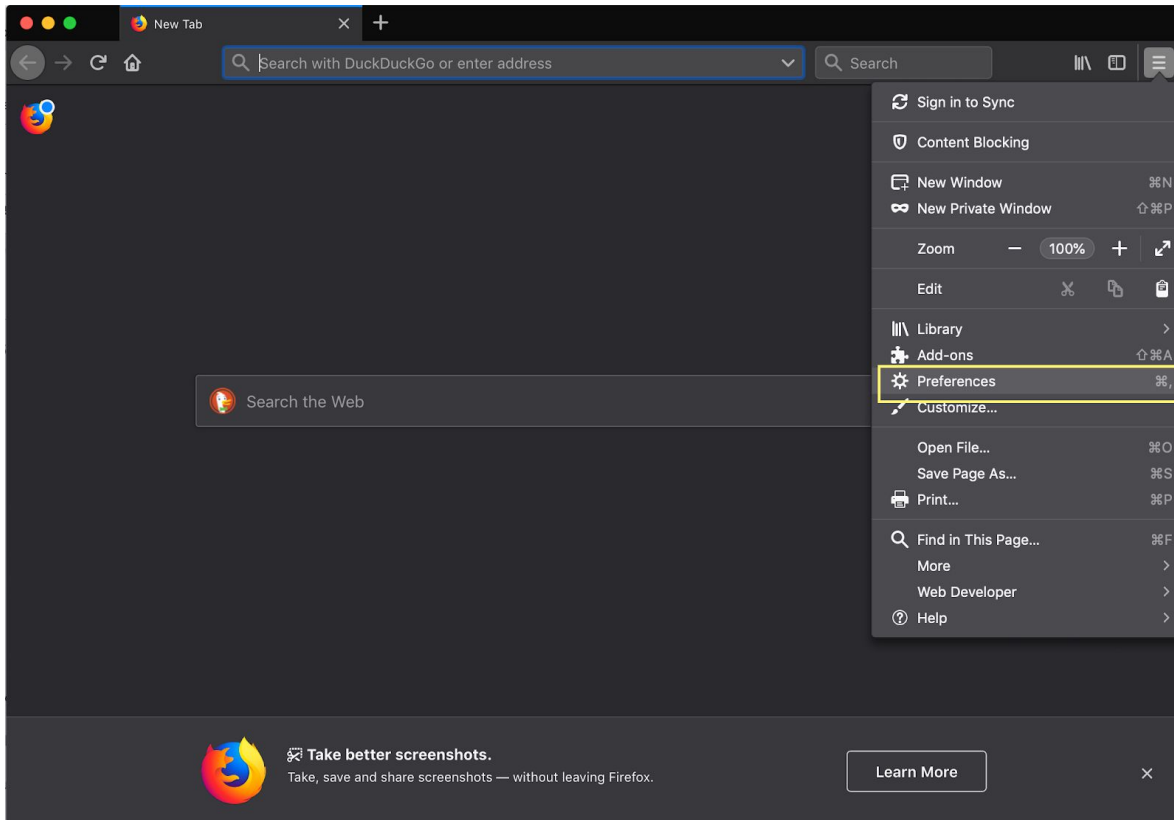 New Tab
Search with DuckDuckGo or enter address
Search
Sign in to Sync
Content Blocking
New Window ⌘N
New Private Window ⇧⌘P
Zoom 100%
Edit
Library
Add-ons ⇧⌘A
Preferences ⌘,
Customize...
Open File... ⌘O
Save Page As... ⌘S
Print... ⌘P
Find in This Page... ⌘F
More
Web Developer
Help
Search the Web
Take better screenshots.
Take, save and share screenshots — without leaving Firefox.
Learn More